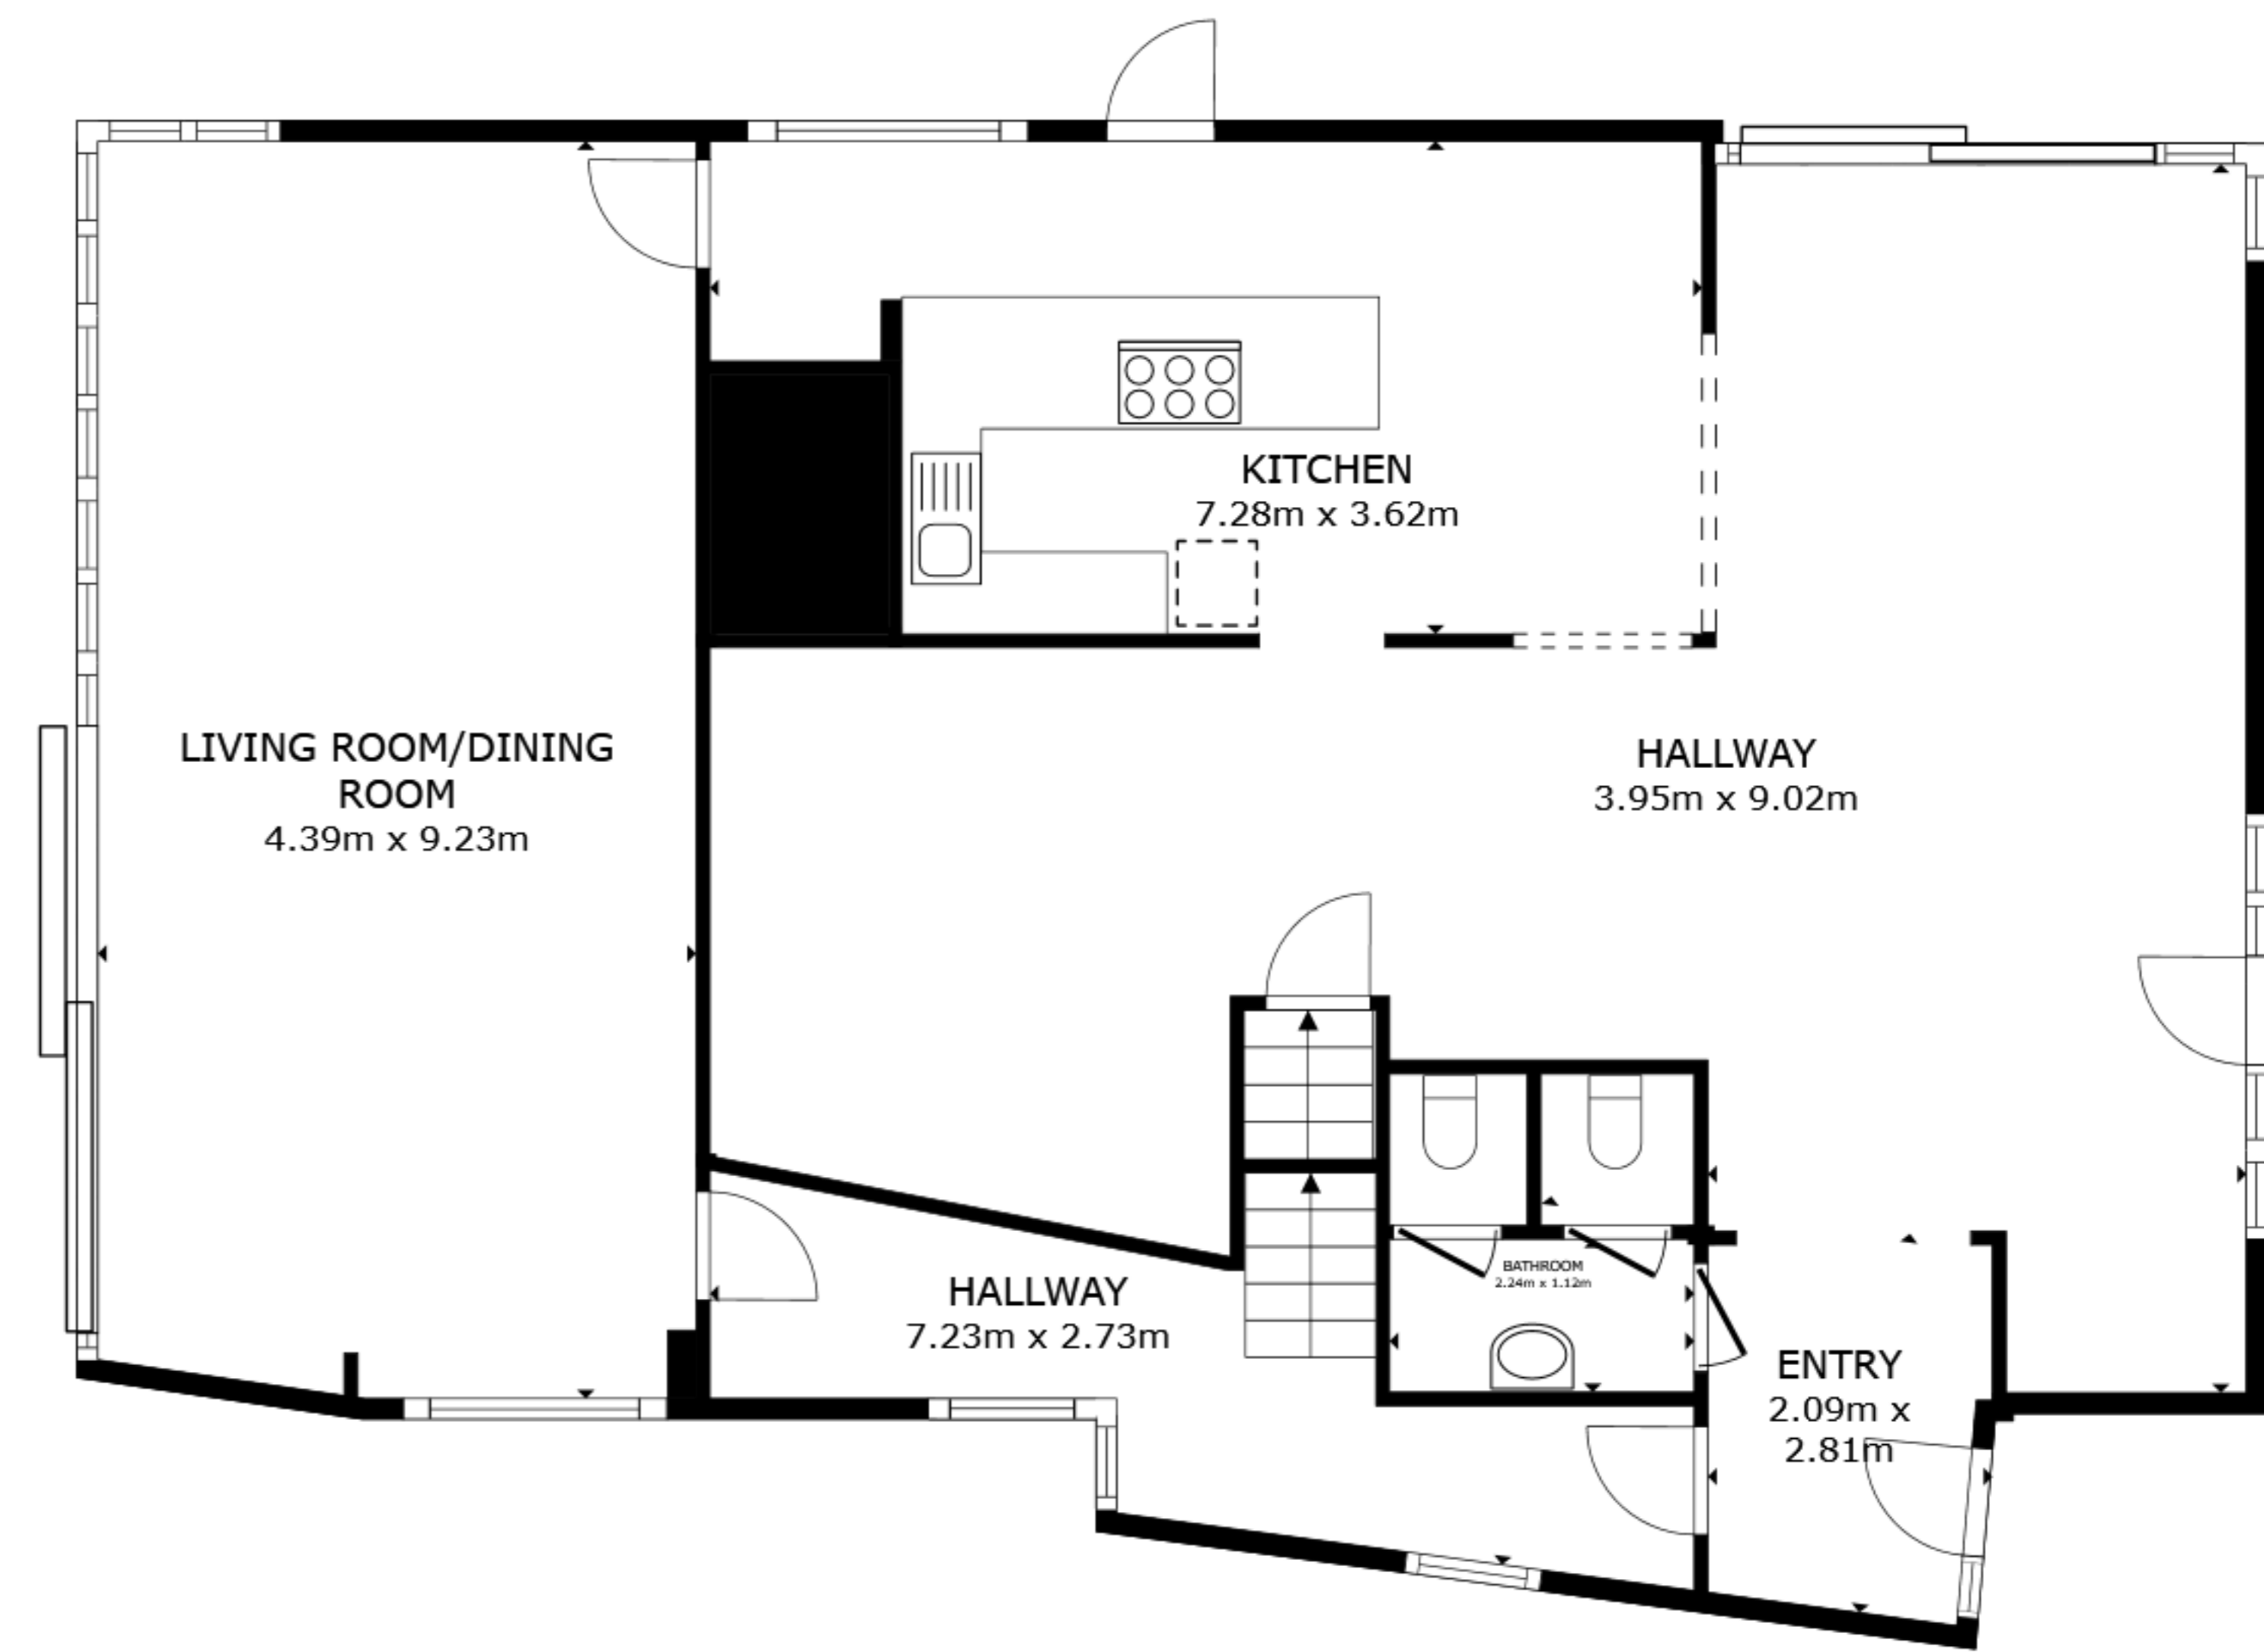 KITCHEN
7.28m x 3.62m
LIVING ROOM/DINING
ROOM
4.39m x 9.23m
HALLWAY
3.95m x 9.02m
HALLWAY
7.23m x 2.73m
BATHROOM
2.24m x 1.12m
ENTRY
2.09m x
2.81m